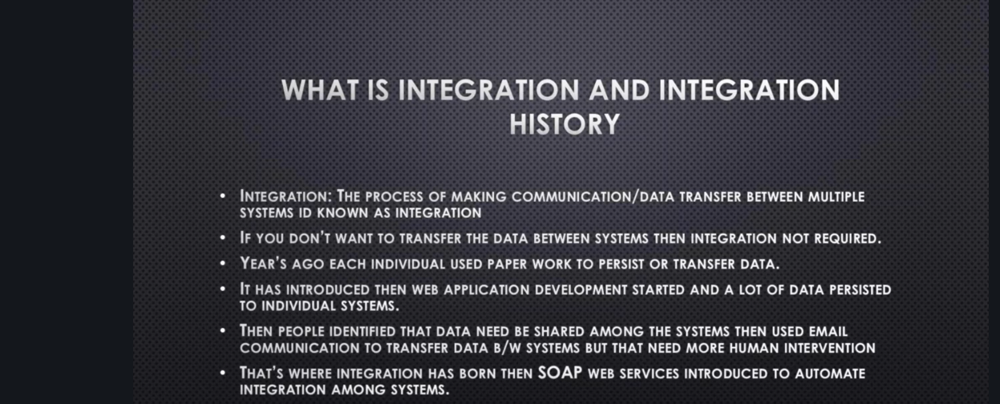 WHAT IS INTEGRATION AND INTEGRATION
HISTORY
• INTEGRATION: THE PROCESS OF MAKING COMMUNICATION/DATA TRANSFER BETWEEN MULTIPLE
SYSTEMS ID KNOWN AS INTEGRATION
• IF YOU DON'T WANT TO TRANSFER THE DATA BETWEEN SYSTEMS THEN INTEGRATION NOT REQUIRED.
• YEAR'S AGO EACH INDIVIDUAL USED PAPER WORK TO PERSIST OR TRANSFER DATA.
• IT HAS INTRODUCED THEN WEB APPLICATION DEVELOPMENT STARTED AND A LOT OF DATA PERSISTED
TO INDIVIDUAL SYSTEMS.
• THEN PEOPLE IDENTIFIED THAT DATA NEED BE SHARED AMONG THE SYSTEMS THEN USED EMAIL
COMMUNICATION TO TRANSFER DATA B/W SYSTEMS BUT THAT NEED MORE HUMAN INTERVENTION
• THAT'S WHERE INTEGRATION HAS BORN THEN SOAP WEB SERVICES INTRODUCED TO AUTOMATE
INTEGRATION AMONG SYSTEMS.